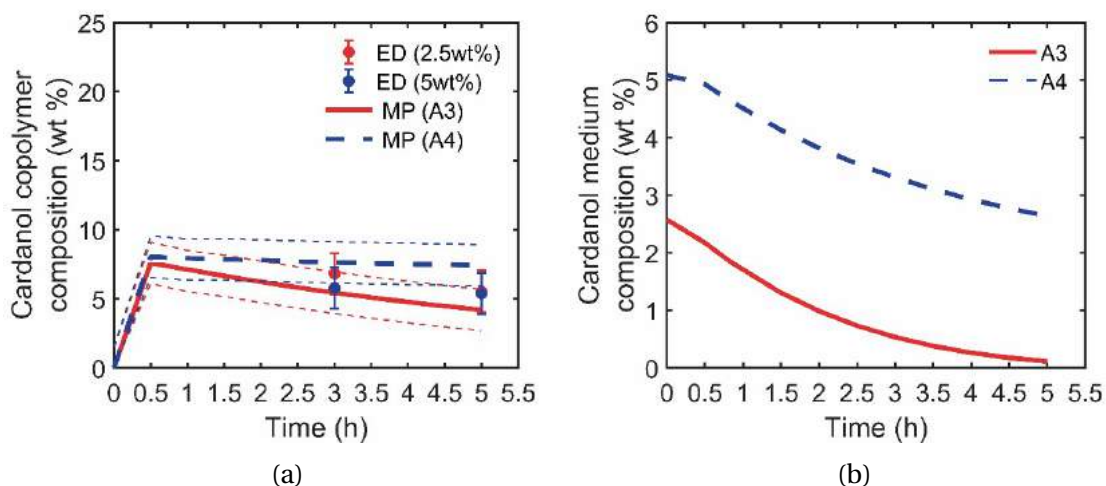 Cardanol copolymer
composition (wt %)
25
20
15
10
5
0
ED (2.5wt%)
ED (5wt%)
MP (A3)
MP (A4)
0 0.5 1 1.5 2 2.5 3 3.5 4 4.5 5 5.5
Time (h)
(a)
Cardanol medium
composition (wt %)
6
5
4
3
2
1
0
A3
A4
0 0.5 1 1.5 2 2.5 3 3.5 4 4.5 5 5.5
Time (h)
(b)